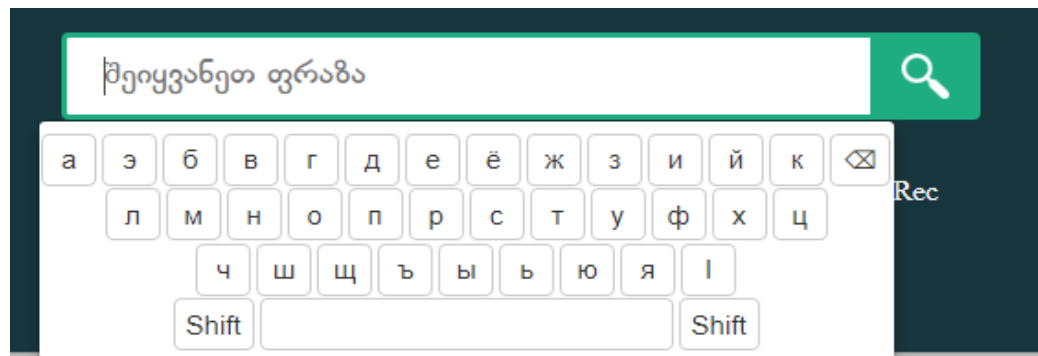 შეიყვანეთ ფრაზა
а э б в г д е ё ж з и й к ⌫
Rec
л м н о п р с т у ф х ц
ч ш щ ъ ы ь ю я Ӏ
Shift Shift